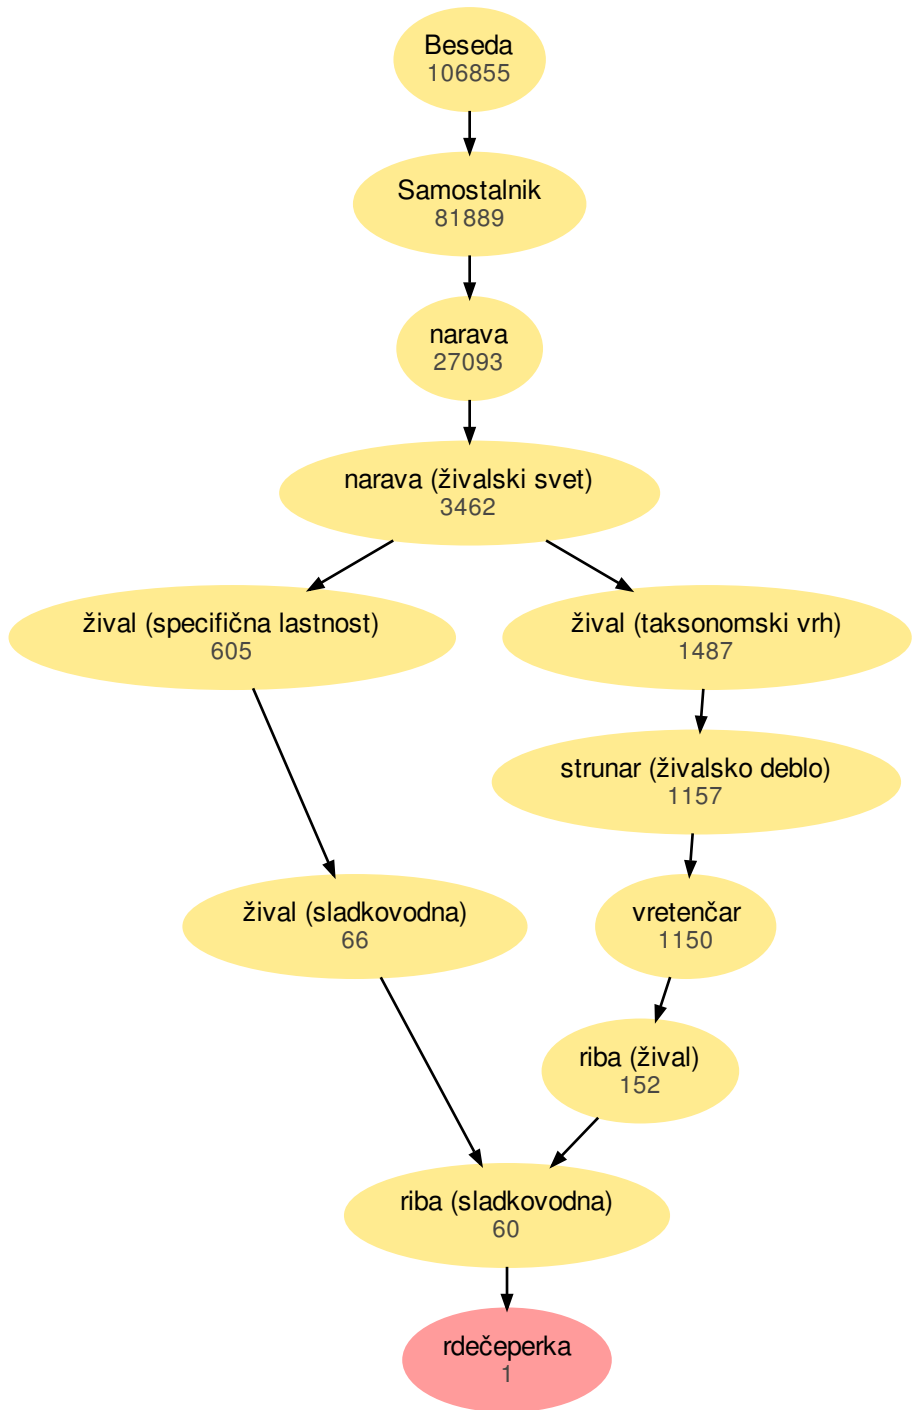 Beseda
106855
Samostalnik
81889
narava
27093
narava (živalski svet)
3462
žival (specifična lastnost)
605
žival (taksonomski vrh)
1487
strunar (živalsko deblo)
1157
žival (sladkovodna)
66
vretenčar
1150
riba (žival)
152
riba (sladkovodna)
60
rdečeperka
1